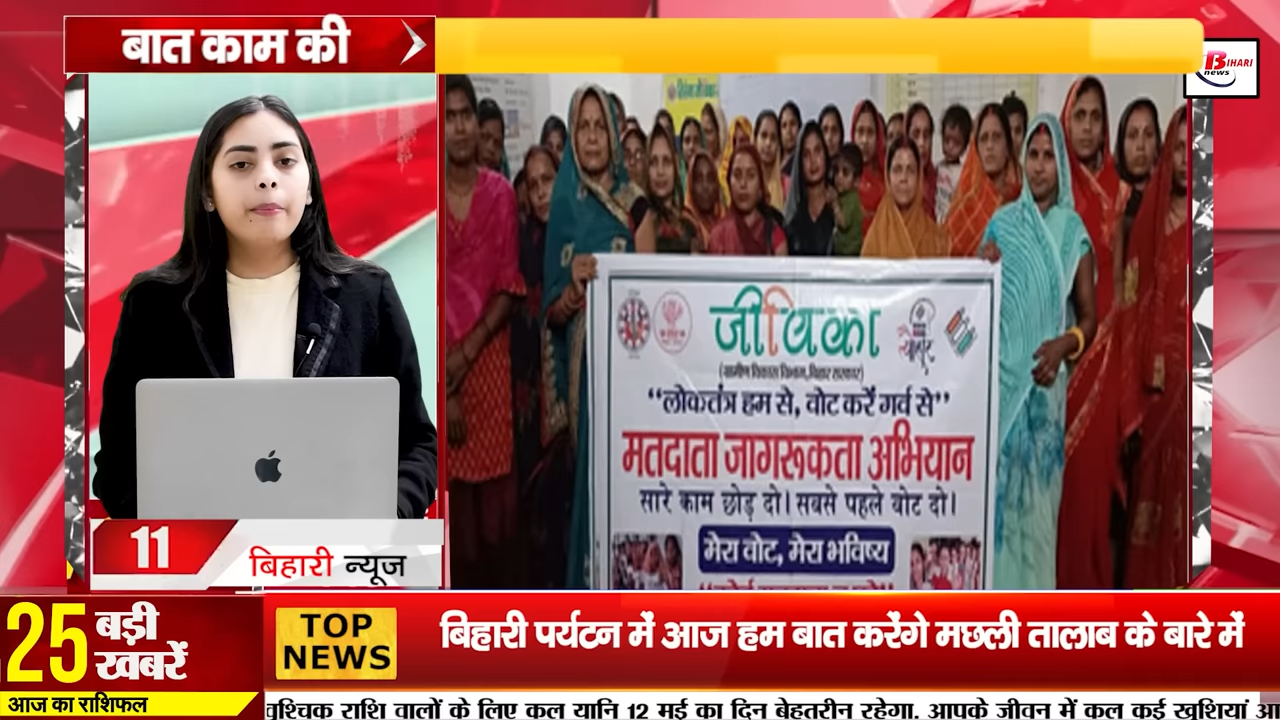 बात काम की
BIHARI
news
जीविका
(ग्रामीण विकास विभाग, बिहार सरकार)
"लोकतंत्र हम से, वोट करें गर्व से"
मतदाता जागरूकता अभियान
सारे काम छोड़ दो। सबसे पहले वोट दो।
मेरा वोट, मेरा भविष्य
11
बिहारी न्यूज
25 बड़ी खबरें
TOP NEWS
बिहारी पर्यटन में आज हम बात करेंगे मछली तालाब के बारे में
आज का राशिफल
वृश्चिक राशि वालों के लिए कल यानि 12 मई का दिन बेहतरीन रहेगा. आपके जीवन में कल कई खुशियां